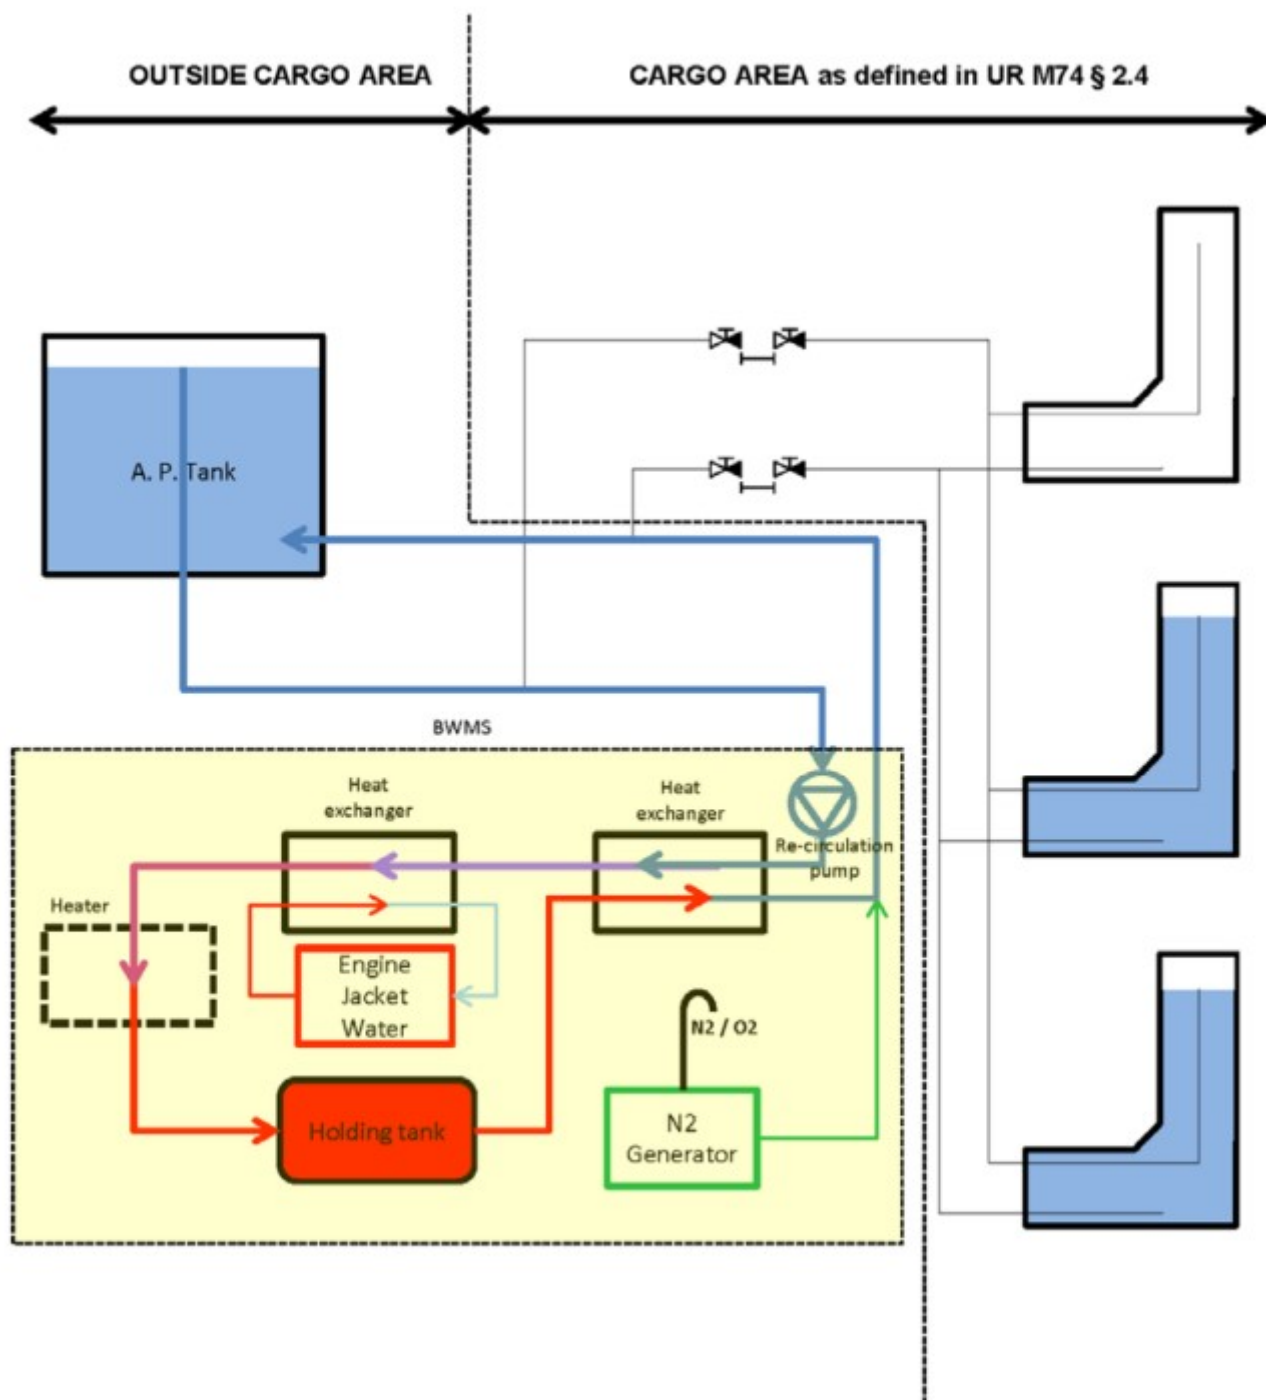 OUTSIDE CARGO AREA
CARGO AREA as defined in UR M74 § 2.4
A. P. Tank
BWMS
Heat
exchanger
Heat
exchanger
Re-circulation
pump
Heater
Engine
Jacket
Water
N2 / O2
Holding tank
N2
Generator